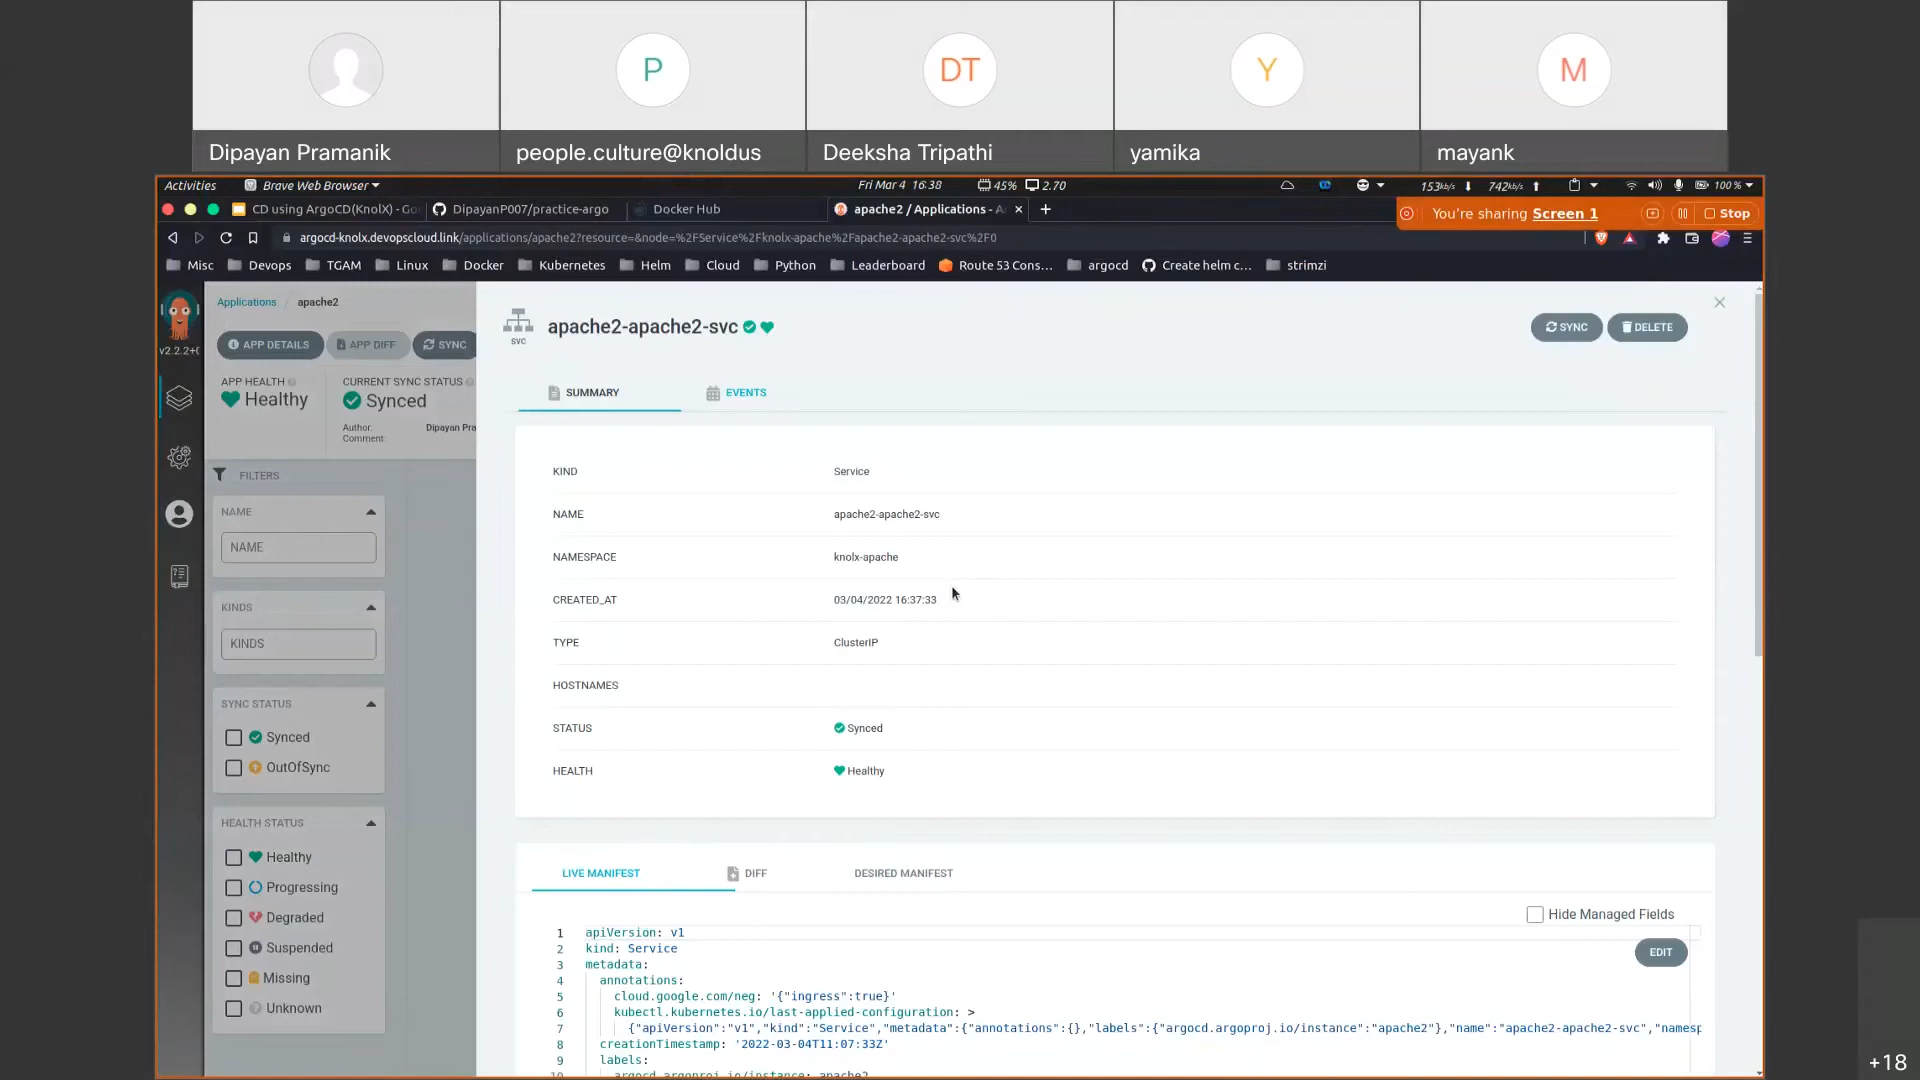 P
DT
Y
M
Dipayan Pramanik
people.culture@knoldus
Deeksha Tripathi
yamika
mayank
Activities
Brave Web Browser
Fri Mar 4 16:38
45%
2.70
153kb/s
742kb/s
100 %
CD using ArgoCD(KnolX) - Go
DipayanP007/practice-argo
Docker Hub
apache2 / Applications - A
You're sharing Screen 1
Stop
argocd-knolx.devopscloud.link/applications/apache2?resource=&node=%2FService%2Fknolx-apache%2Fapache2-apache2-svc%2F0
Misc
Devops
TGAM
Linux
Docker
Kubernetes
Helm
Cloud
Python
Leaderboard
Route 53 Cons...
argocd
Create helm c...
strimzi
v2.2.2+
Applications / apache2
APP DETAILS
APP DIFF
SYNC
APP HEALTH
Healthy
CURRENT SYNC STATUS
Synced
Author: Dipayan Pra
Comment:
FILTERS
NAME
NAME
KINDS
KINDS
SYNC STATUS
Synced
OutOfSync
HEALTH STATUS
Healthy
Progressing
Degraded
Suspended
Missing
Unknown
svc
apache2-apache2-svc
SYNC
DELETE
SUMMARY
EVENTS
KIND Service
NAME apache2-apache2-svc
NAMESPACE knolx-apache
CREATED_AT 03/04/2022 16:37:33
TYPE ClusterIP
HOSTNAMES
STATUS Synced
HEALTH Healthy
LIVE MANIFEST
DIFF
DESIRED MANIFEST
Hide Managed Fields
EDIT
1 apiVersion: v1
2 kind: Service
3 metadata:
4 annotations:
5 cloud.google.com/neg: '{"ingress":true}'
6 kubectl.kubernetes.io/last-applied-configuration: >
7 {"apiVersion":"v1","kind":"Service","metadata":{"annotations":{},"labels":{"argocd.argoproj.io/instance":"apache2"},"name":"apache2-apache2-svc","namesp
8 creationTimestamp: '2022-03-04T11:07:33Z'
9 labels:
10 argocd.argoproj.io/instance: apache2
+18